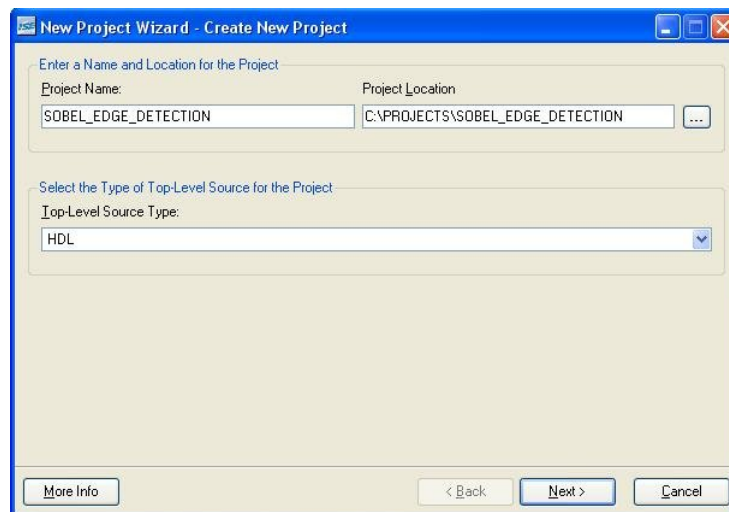 ISE New Project Wizard - Create New Project
Enter a Name and Location for the Project
Project Name: Project Location
SOBEL_EDGE_DETECTION C:\PROJECTS\SOBEL_EDGE_DETECTION ...
Select the Type of Top-Level Source for the Project
Top-Level Source Type:
HDL
More Info < Back Next > Cancel